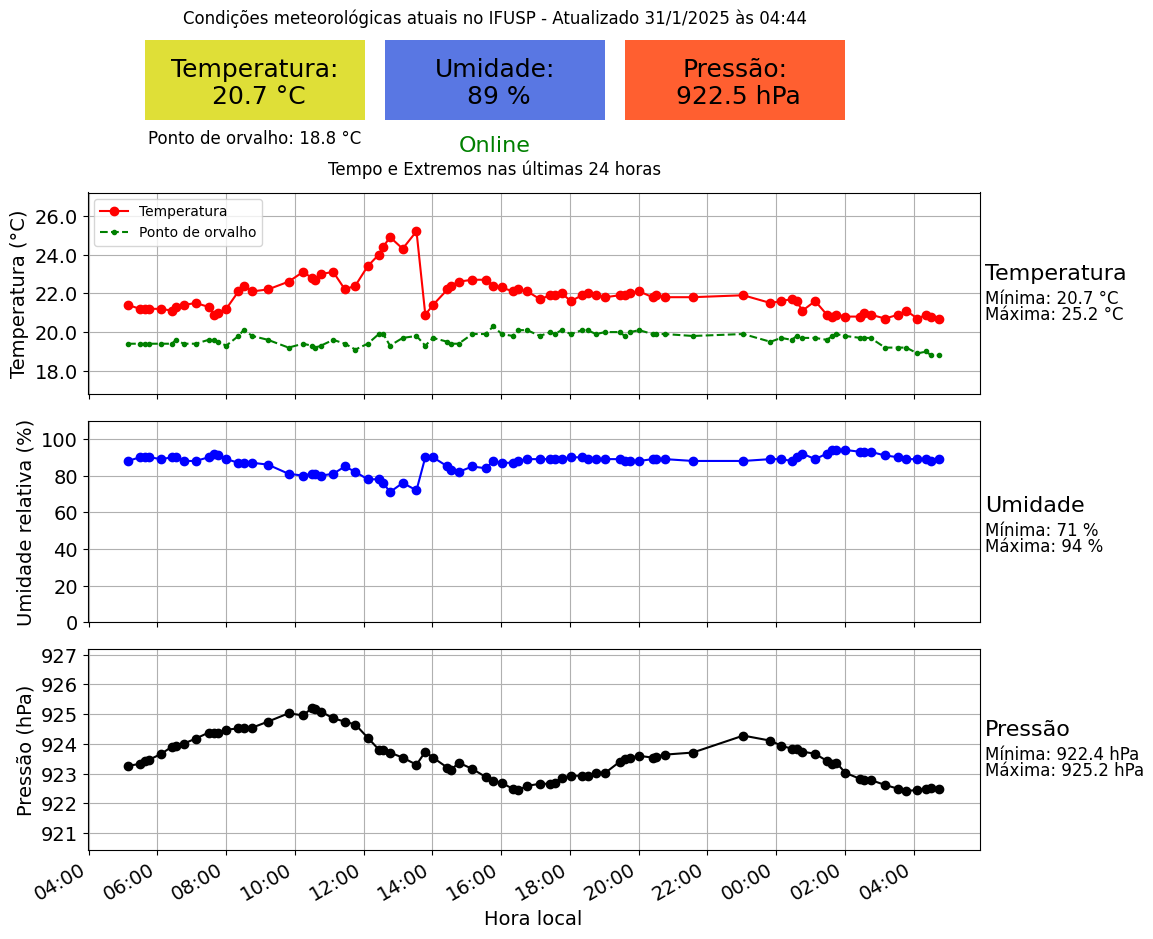 Condições meteorológicas atuais no IFUSP - Atualizado 31/1/2025 às 04:44
Temperatura:
20.7 °C
Umidade:
89 %
Pressão:
922.5 hPa
Ponto de orvalho: 18.8 °C
Online
Tempo e Extremos nas últimas 24 horas
Temperatura (°C)
26.0
24.0
22.0
20.0
18.0
Temperatura
Ponto de orvalho
Temperatura
Mínima: 20.7 °C
Máxima: 25.2 °C
Umidade relativa (%)
100
80
60
40
20
0
Umidade
Mínima: 71 %
Máxima: 94 %
Pressão (hPa)
927
926
925
924
923
922
921
Pressão
Mínima: 922.4 hPa
Máxima: 925.2 hPa
04:00 06:00 08:00 10:00 12:00 14:00 16:00 18:00 20:00 22:00 00:00 02:00 04:00
Hora local